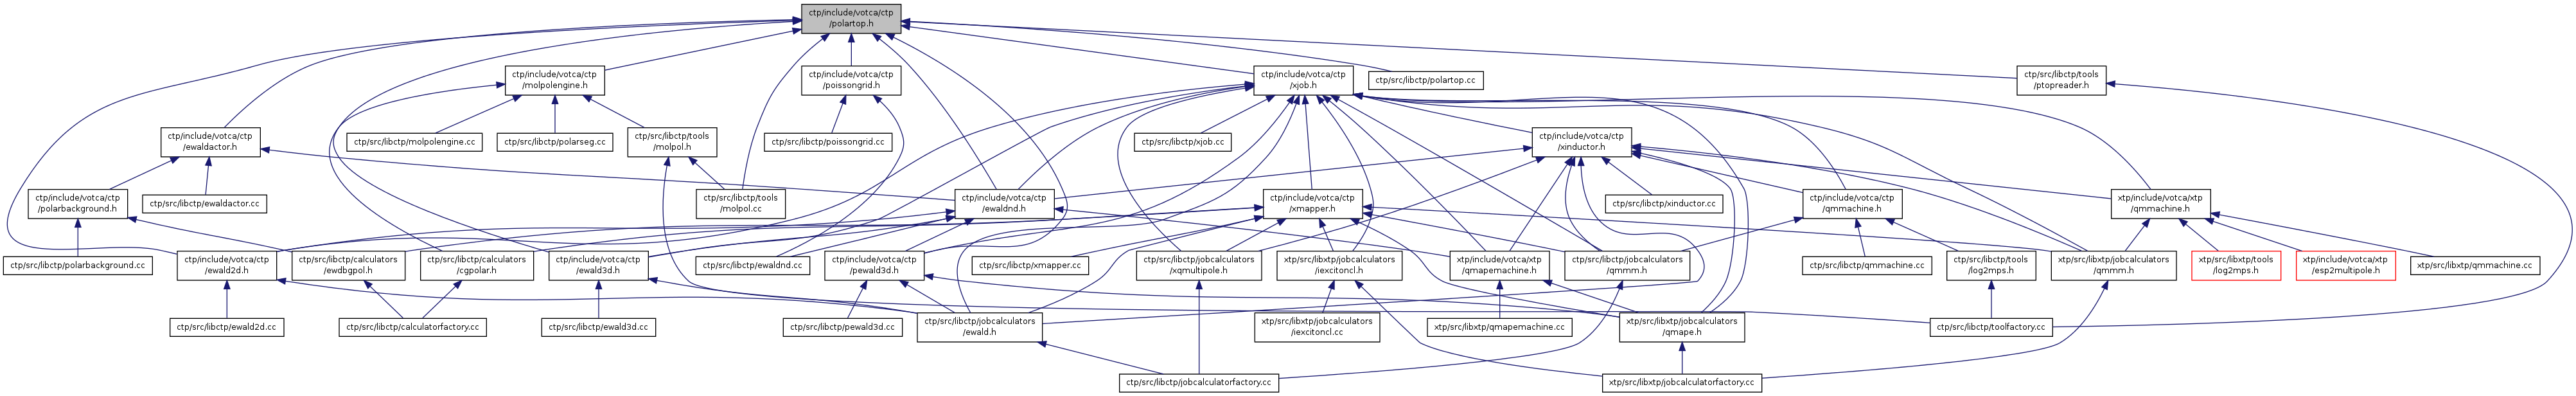 ctp/include/votca/ctp
/polartop.h
ctp/include/votca/ctp
/molpolengine.h
ctp/include/votca/ctp
/poissongrid.h
ctp/include/votca/ctp
/xjob.h
ctp/src/libctp/polartop.cc
ctp/src/libctp/tools
/ptopreader.h
ctp/include/votca/ctp
/ewaldactor.h
ctp/src/libctp/molpolengine.cc
ctp/src/libctp/polarseg.cc
ctp/src/libctp/tools
/molpol.h
ctp/src/libctp/poissongrid.cc
ctp/src/libctp/xjob.cc
ctp/include/votca/ctp
/xinductor.h
ctp/include/votca/ctp
/polarbackground.h
ctp/src/libctp/ewaldactor.cc
ctp/src/libctp/tools
/molpol.cc
ctp/include/votca/ctp
/ewaldnd.h
ctp/include/votca/ctp
/xmapper.h
ctp/src/libctp/xinductor.cc
ctp/include/votca/ctp
/qmmachine.h
xtp/include/votca/xtp
/qmmachine.h
ctp/src/libctp/polarbackground.cc
ctp/include/votca/ctp
/ewald2d.h
ctp/src/libctp/calculators
/ewdbgpol.h
ctp/src/libctp/calculators
/cgpolar.h
ctp/include/votca/ctp
/ewald3d.h
ctp/src/libctp/ewaldnd.cc
ctp/include/votca/ctp
/pewald3d.h
ctp/src/libctp/xmapper.cc
ctp/src/libctp/jobcalculators
/xqmultipole.h
xtp/src/libxtp/jobcalculators
/iexcitoncl.h
xtp/include/votca/xtp
/qmapemachine.h
ctp/src/libctp/jobcalculators
/qmmm.h
ctp/src/libctp/qmmachine.cc
ctp/src/libctp/tools
/log2mps.h
xtp/src/libxtp/jobcalculators
/qmmm.h
xtp/src/libxtp/tools
/log2mps.h
xtp/include/votca/xtp
/esp2multipole.h
xtp/src/libxtp/qmmachine.cc
ctp/src/libctp/ewald2d.cc
ctp/src/libctp/calculatorfactory.cc
ctp/src/libctp/ewald3d.cc
ctp/src/libctp/pewald3d.cc
ctp/src/libctp/jobcalculators
/ewald.h
xtp/src/libxtp/jobcalculators
/iexcitoncl.cc
xtp/src/libxtp/qmapemachine.cc
xtp/src/libxtp/jobcalculators
/qmape.h
ctp/src/libctp/toolfactory.cc
ctp/src/libctp/jobcalculatorfactory.cc
xtp/src/libxtp/jobcalculatorfactory.cc